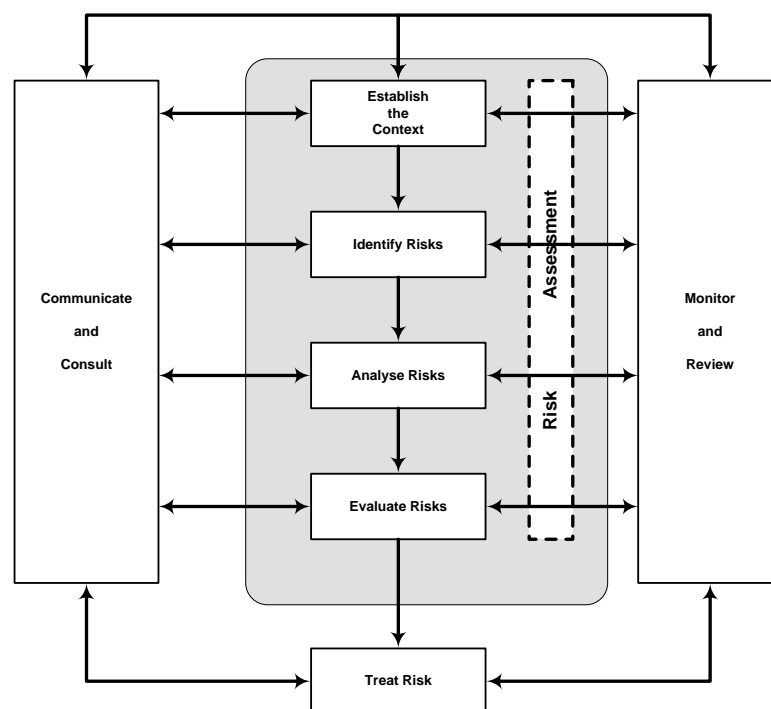 Establish
the
Context
Identify Risks
Analyse Risks
Evaluate Risks
Treat Risk
Communicate
and
Consult
Risk Assessment
Monitor
and
Review